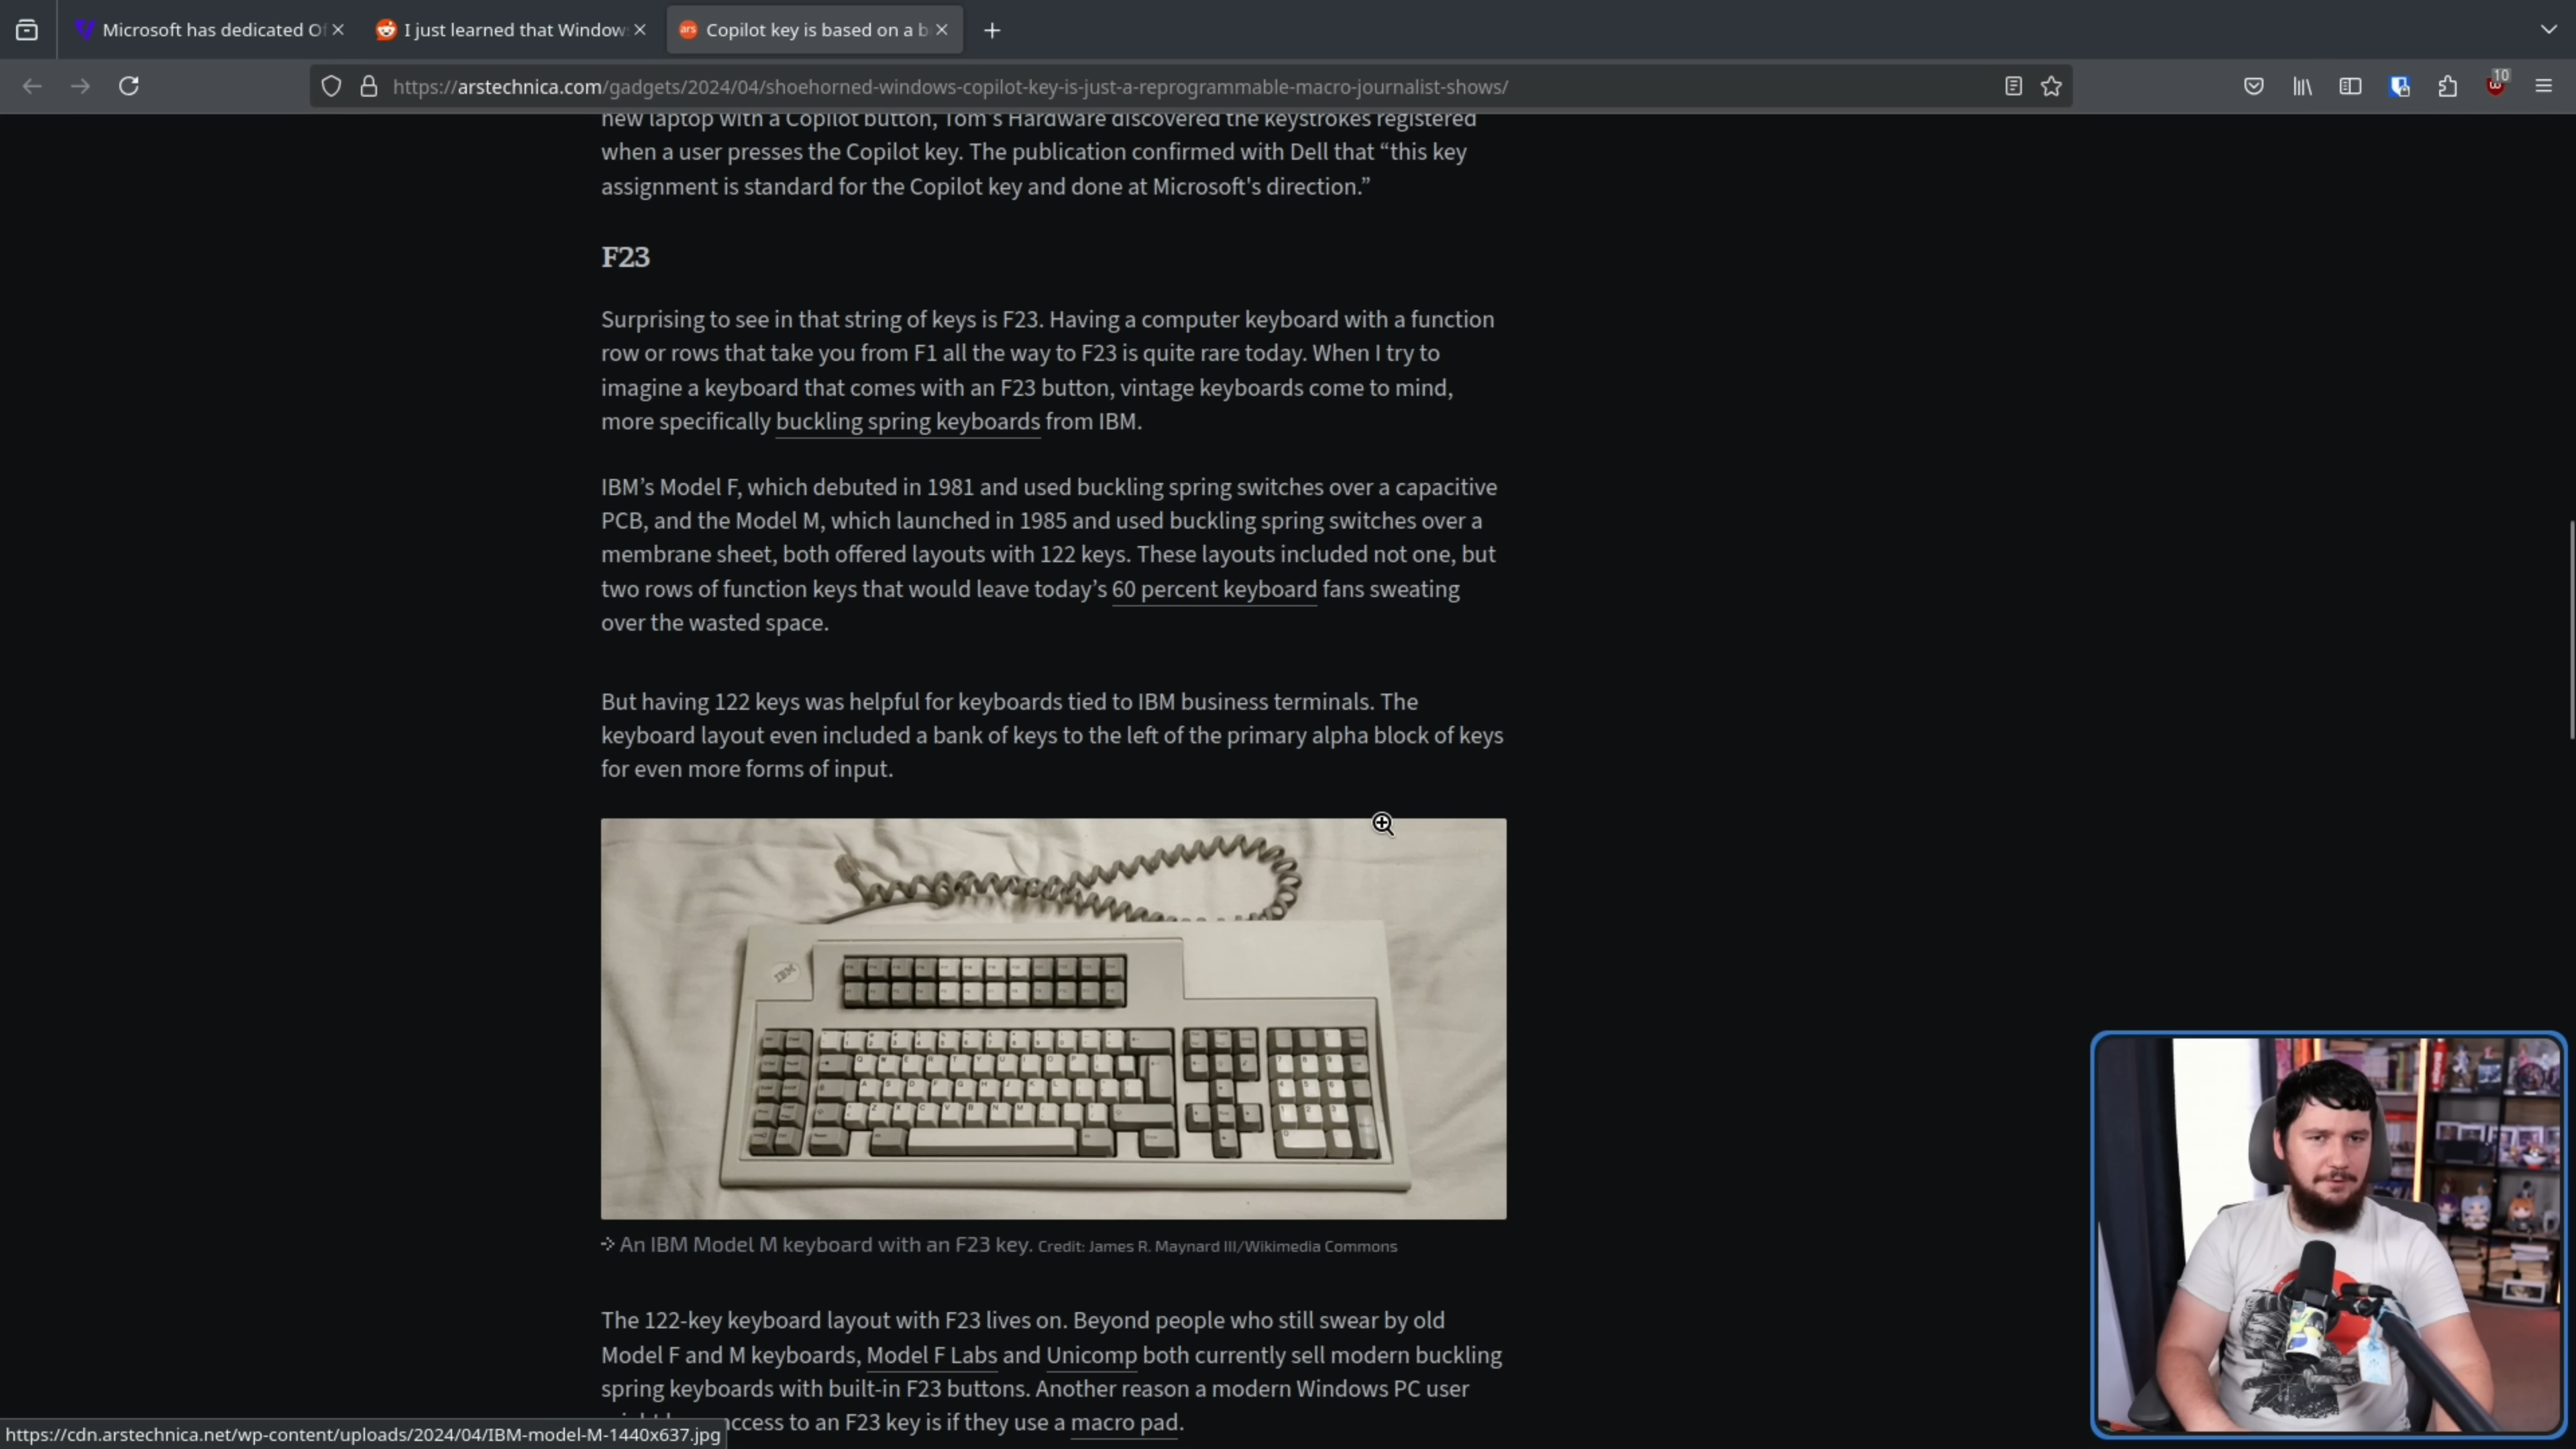 Microsoft has dedicated Of
I just learned that Window
Copilot key is based on a b
https://arstechnica.com/gadgets/2024/04/shoehorned-windows-copilot-key-is-just-a-reprogrammable-macro-journalist-shows/
10
new laptop with a Copilot button, Tom's Hardware discovered the keystrokes registered
when a user presses the Copilot key. The publication confirmed with Dell that “this key
assignment is standard for the Copilot key and done at Microsoft's direction.”
F23
Surprising to see in that string of keys is F23. Having a computer keyboard with a function
row or rows that take you from F1 all the way to F23 is quite rare today. When I try to
imagine a keyboard that comes with an F23 button, vintage keyboards come to mind,
more specifically buckling spring keyboards from IBM.
IBM’s Model F, which debuted in 1981 and used buckling spring switches over a capacitive
PCB, and the Model M, which launched in 1985 and used buckling spring switches over a
membrane sheet, both offered layouts with 122 keys. These layouts included not one, but
two rows of function keys that would leave today’s 60 percent keyboard fans sweating
over the wasted space.
But having 122 keys was helpful for keyboards tied to IBM business terminals. The
keyboard layout even included a bank of keys to the left of the primary alpha block of keys
for even more forms of input.
IBM
An IBM Model M keyboard with an F23 key. Credit: James R. Maynard III/Wikimedia Commons
The 122-key keyboard layout with F23 lives on. Beyond people who still swear by old
Model F and M keyboards, Model F Labs and Unicomp both currently sell modern buckling
spring keyboards with built-in F23 buttons. Another reason a modern Windows PC user
access to an F23 key is if they use a macro pad.
https://cdn.arstechnica.net/wp-content/uploads/2024/04/IBM-model-M-1440x637.jpg